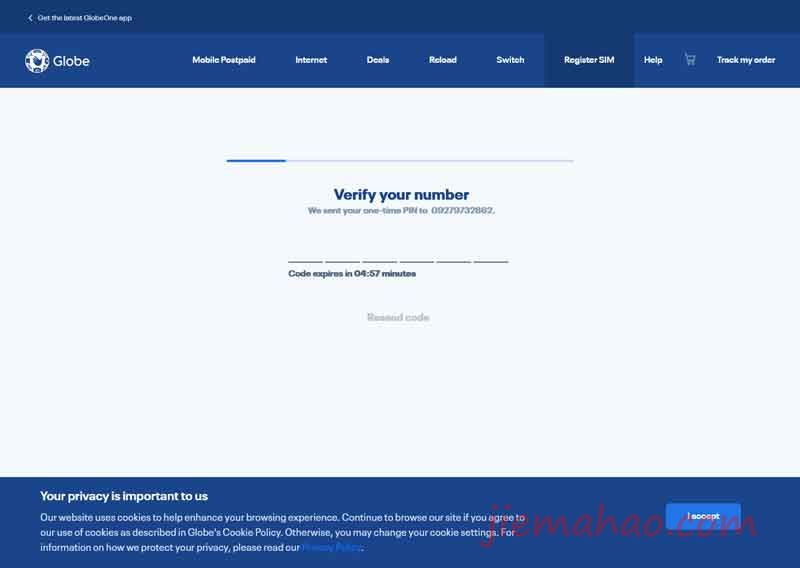 Get the latest GlobeOne app
Globe
Mobile Postpaid
Internet
Deals
Reload
Switch
Register SIM
Help
Track my order
Verify your number
We sent your one-time PIN to 09279732862.
Code expires in 04:57 minutes
Resend code
Your privacy is important to us
Our website uses cookies to help enhance your browsing experience. Continue to browse our site if you agree to
our use of cookies as described in Globe's Cookie Policy. Otherwise, you may change your cookie settings. For
information on how we protect your privacy, please read our Privacy Policy.
I accept
jiemahao.com